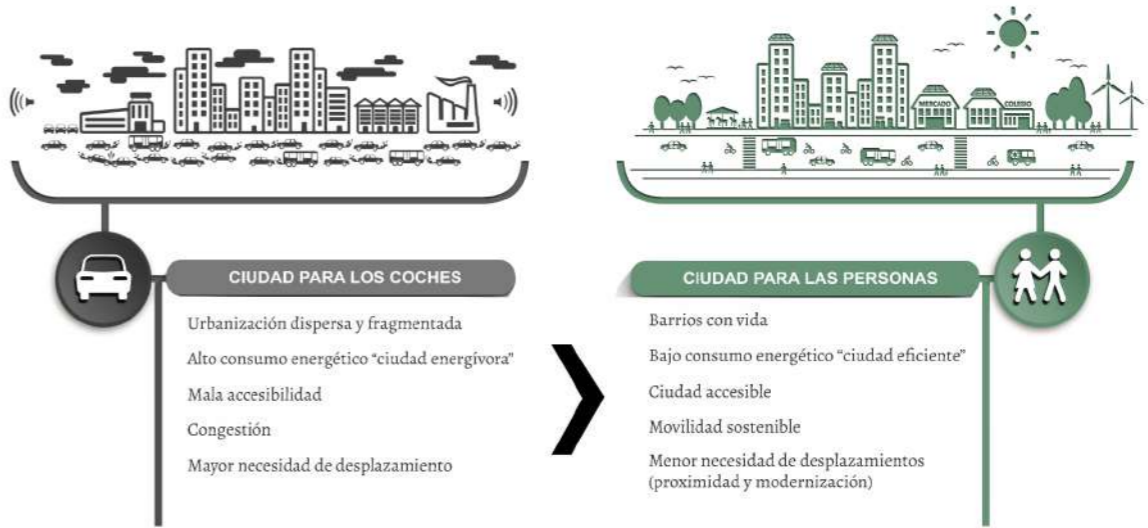 MERCADO
COLEGIO
CIUDAD PARA LOS COCHES
Urbanización dispersa y fragmentada
Alto consumo energético “ciudad energívora”
Mala accesibilidad
Congestión
Mayor necesidad de desplazamiento
CIUDAD PARA LAS PERSONAS
Barrios con vida
Bajo consumo energético “ciudad eficiente”
Ciudad accesible
Movilidad sostenible
Menor necesidad de desplazamientos
(proximidad y modernización)